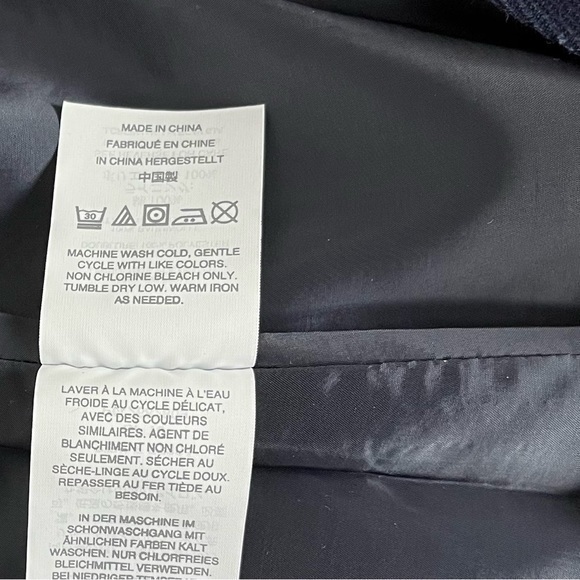 MADE IN CHINA
FABRIQUÉ EN CHINE
IN CHINA HERGESTELLT
中国製
30
MACHINE WASH COLD, GENTLE
CYCLE WITH LIKE COLORS.
NON CHLORINE BLEACH ONLY.
TUMBLE DRY LOW. WARM IRON
AS NEEDED.
LAVER À LA MACHINE À L'EAU
FROIDE AU CYCLE DÉLICAT,
AVEC DES COULEURS
SIMILAIRES. AGENT DE
BLANCHIMENT NON CHLORÉ
SEULEMENT. SÉCHER AU
SÈCHE-LINGE AU CYCLE DOUX.
REPASSER AU FER TIÈDE AU
BESOIN.
IN DER MASCHINE IM
SCHONWASCHGANG MIT
ÄHNLICHEN FARBEN KALT
WASCHEN. NUR CHLORFREIES
BLEICHMITTEL VERWENDEN.
BEI NIEDRIGER TEMPERATUR